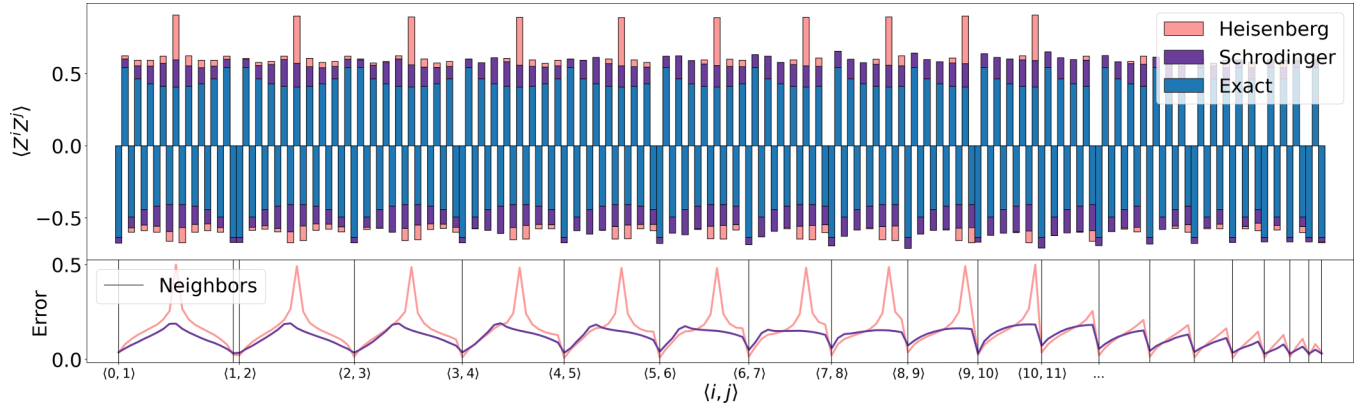 Heisenberg
Schrodinger
Exact
0.5
0.0
−0.5
⟨Z^i Z^j⟩
Neighbors
0.5
0.0
Error
⟨0, 1⟩ ⟨1, 2⟩ ⟨2, 3⟩ ⟨3, 4⟩ ⟨4, 5⟩ ⟨5, 6⟩ ⟨6, 7⟩ ⟨7, 8⟩ ⟨8, 9⟩ ⟨9, 10⟩ ⟨10, 11⟩ ...
⟨i, j⟩